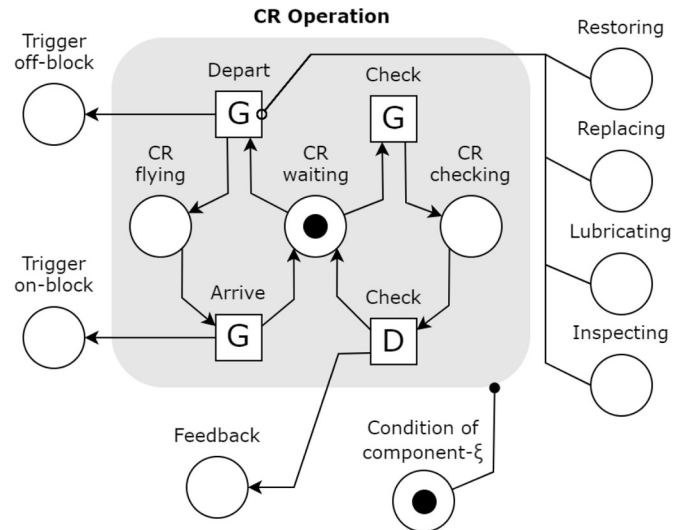 CR Operation
Trigger
off-block
Depart
G
Check
G
Restoring
CR
flying
CR
waiting
CR
checking
Replacing
Lubricating
Trigger
on-block
Arrive
G
Check
D
Inspecting
Feedback
Condition of
component-ξ